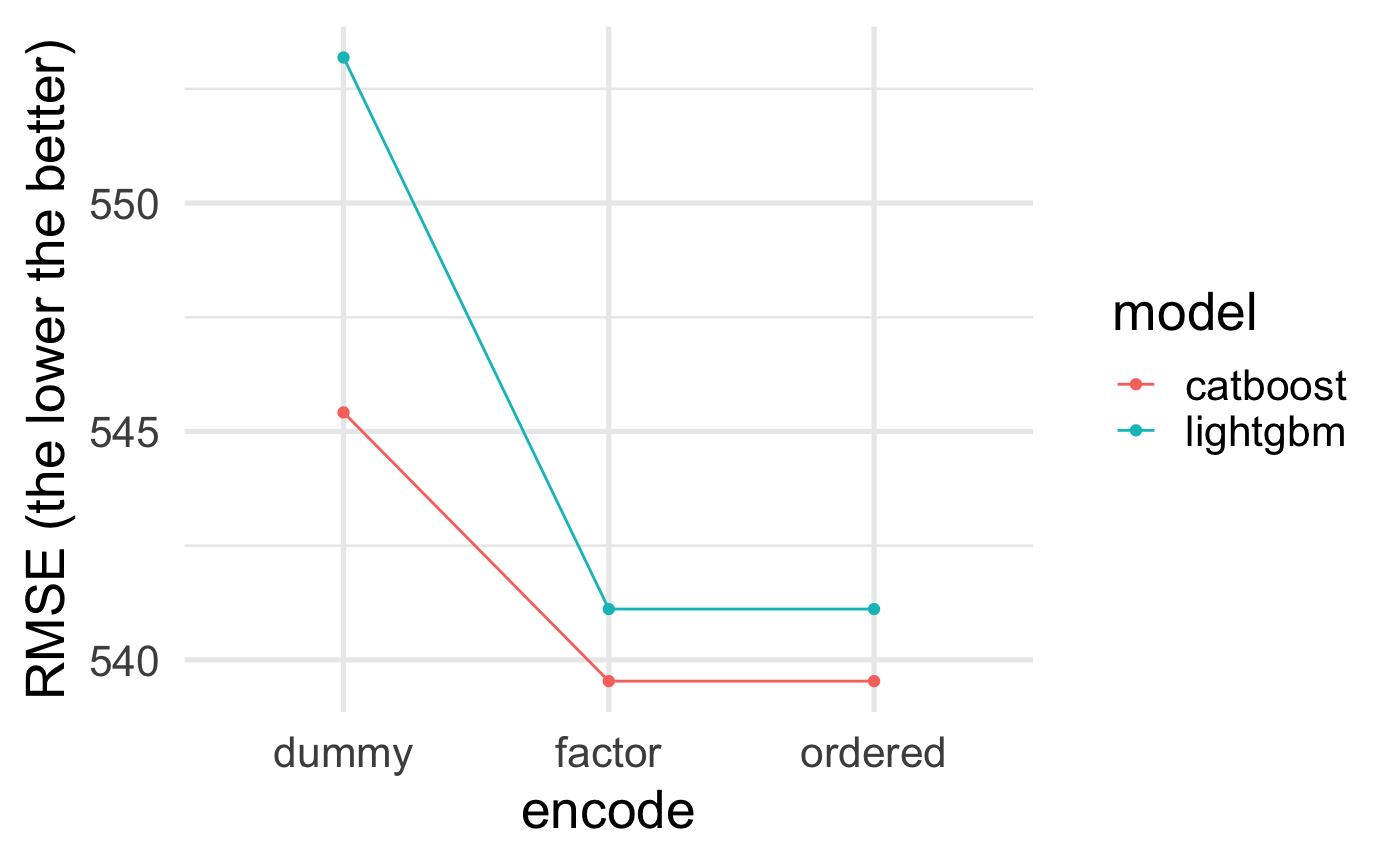 RMSE (the lower the better)
550
545
540
dummy
factor
ordered
encode
model
catboost
lightgbm